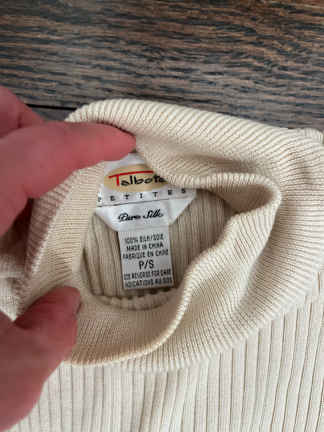 Talbots
PETITES
Pure Silk
100% SILK/SOIE
MADE IN CHINA
FABRIQUE EN CHINE
P/S
SEE REVERSE FOR CARE
INDICATIONS AU DOS